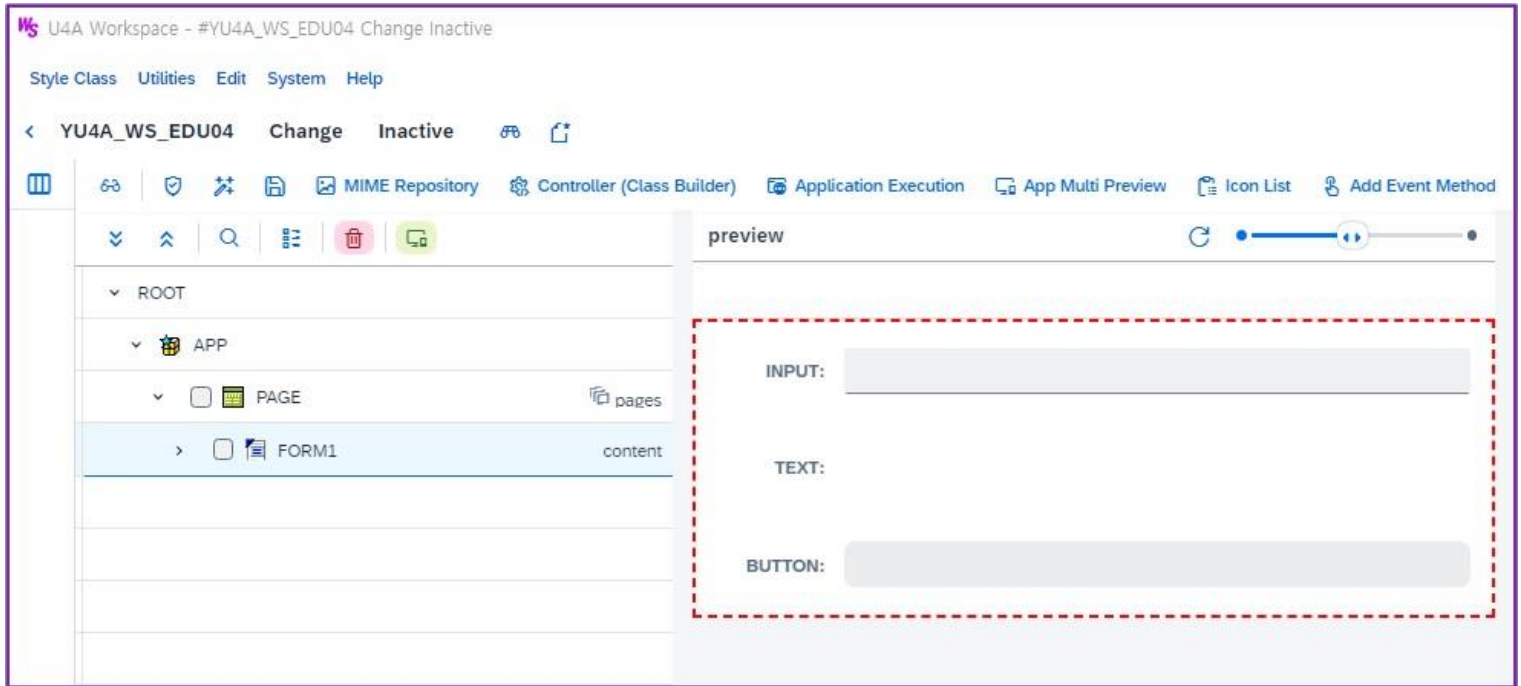 WS U4A Workspace - #YU4A_WS_EDU04 Change Inactive
Style Class Utilities Edit System Help
YU4A_WS_EDU04 Change Inactive
MIME Repository Controller (Class Builder) Application Execution App Multi Preview Icon List Add Event Method
preview
ROOT
APP
PAGE pages
FORM1 content
INPUT:
TEXT:
BUTTON: